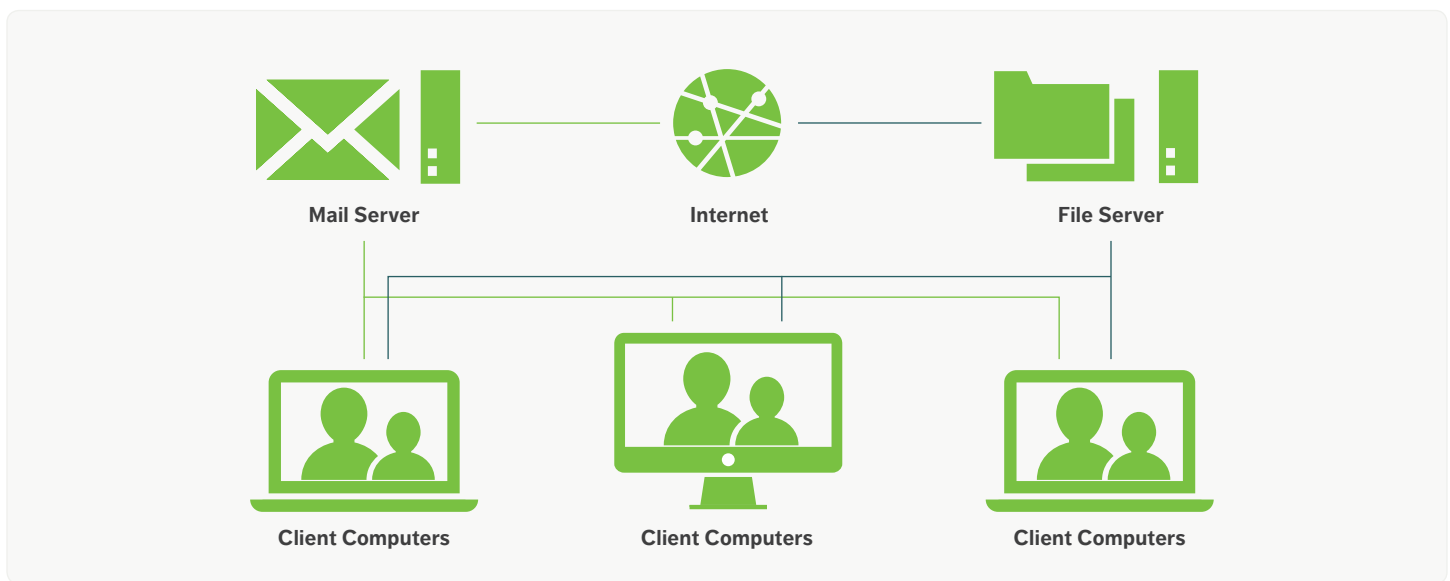 Mail Server
Internet
File Server
Client Computers
Client Computers
Client Computers